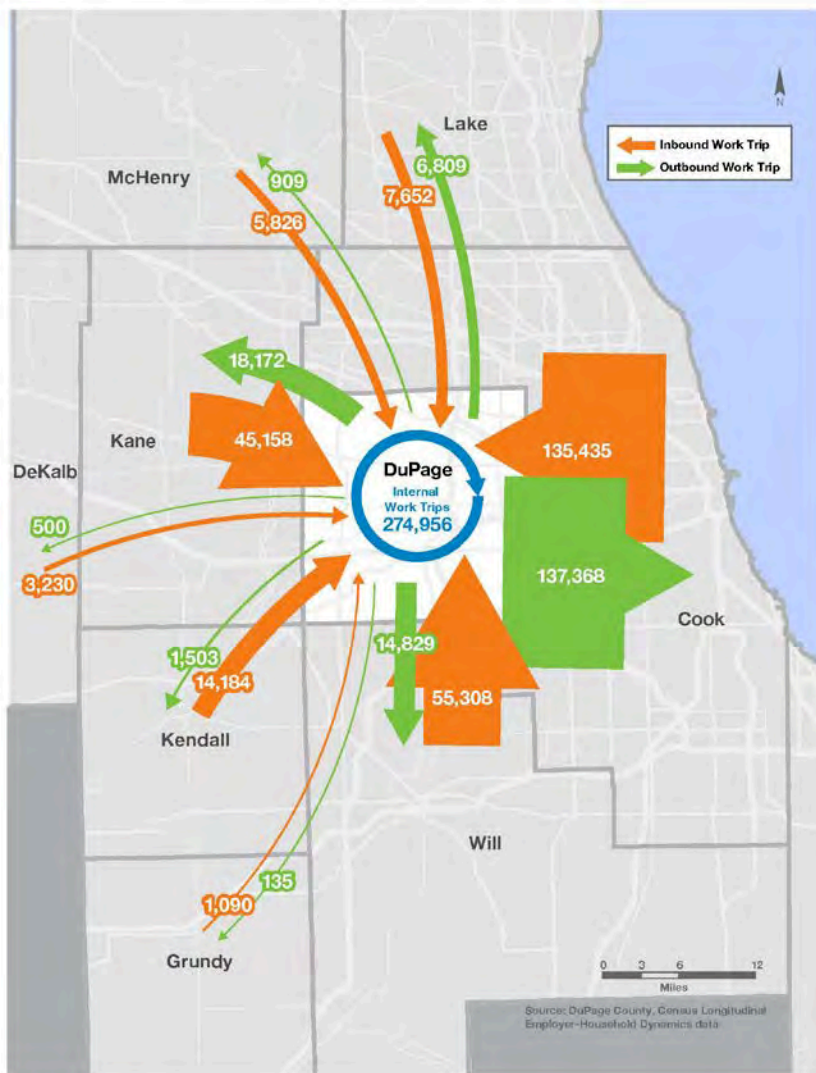 Lake
N
Inbound Work Trip
Outbound Work Trip
McHenry
909
6,809
7,652
5,826
18,172
Kane
45,158
135,435
DeKalb
DuPage
Internal
Work Trips
274,956
500
3,230
137,368
Cook
1,503
14,829
14,184
55,308
Kendall
Will
135
1,090
Grundy
0 3 6 12
Miles
Source: DuPage County, Census Longitudinal
Employer-Household Dynamics data